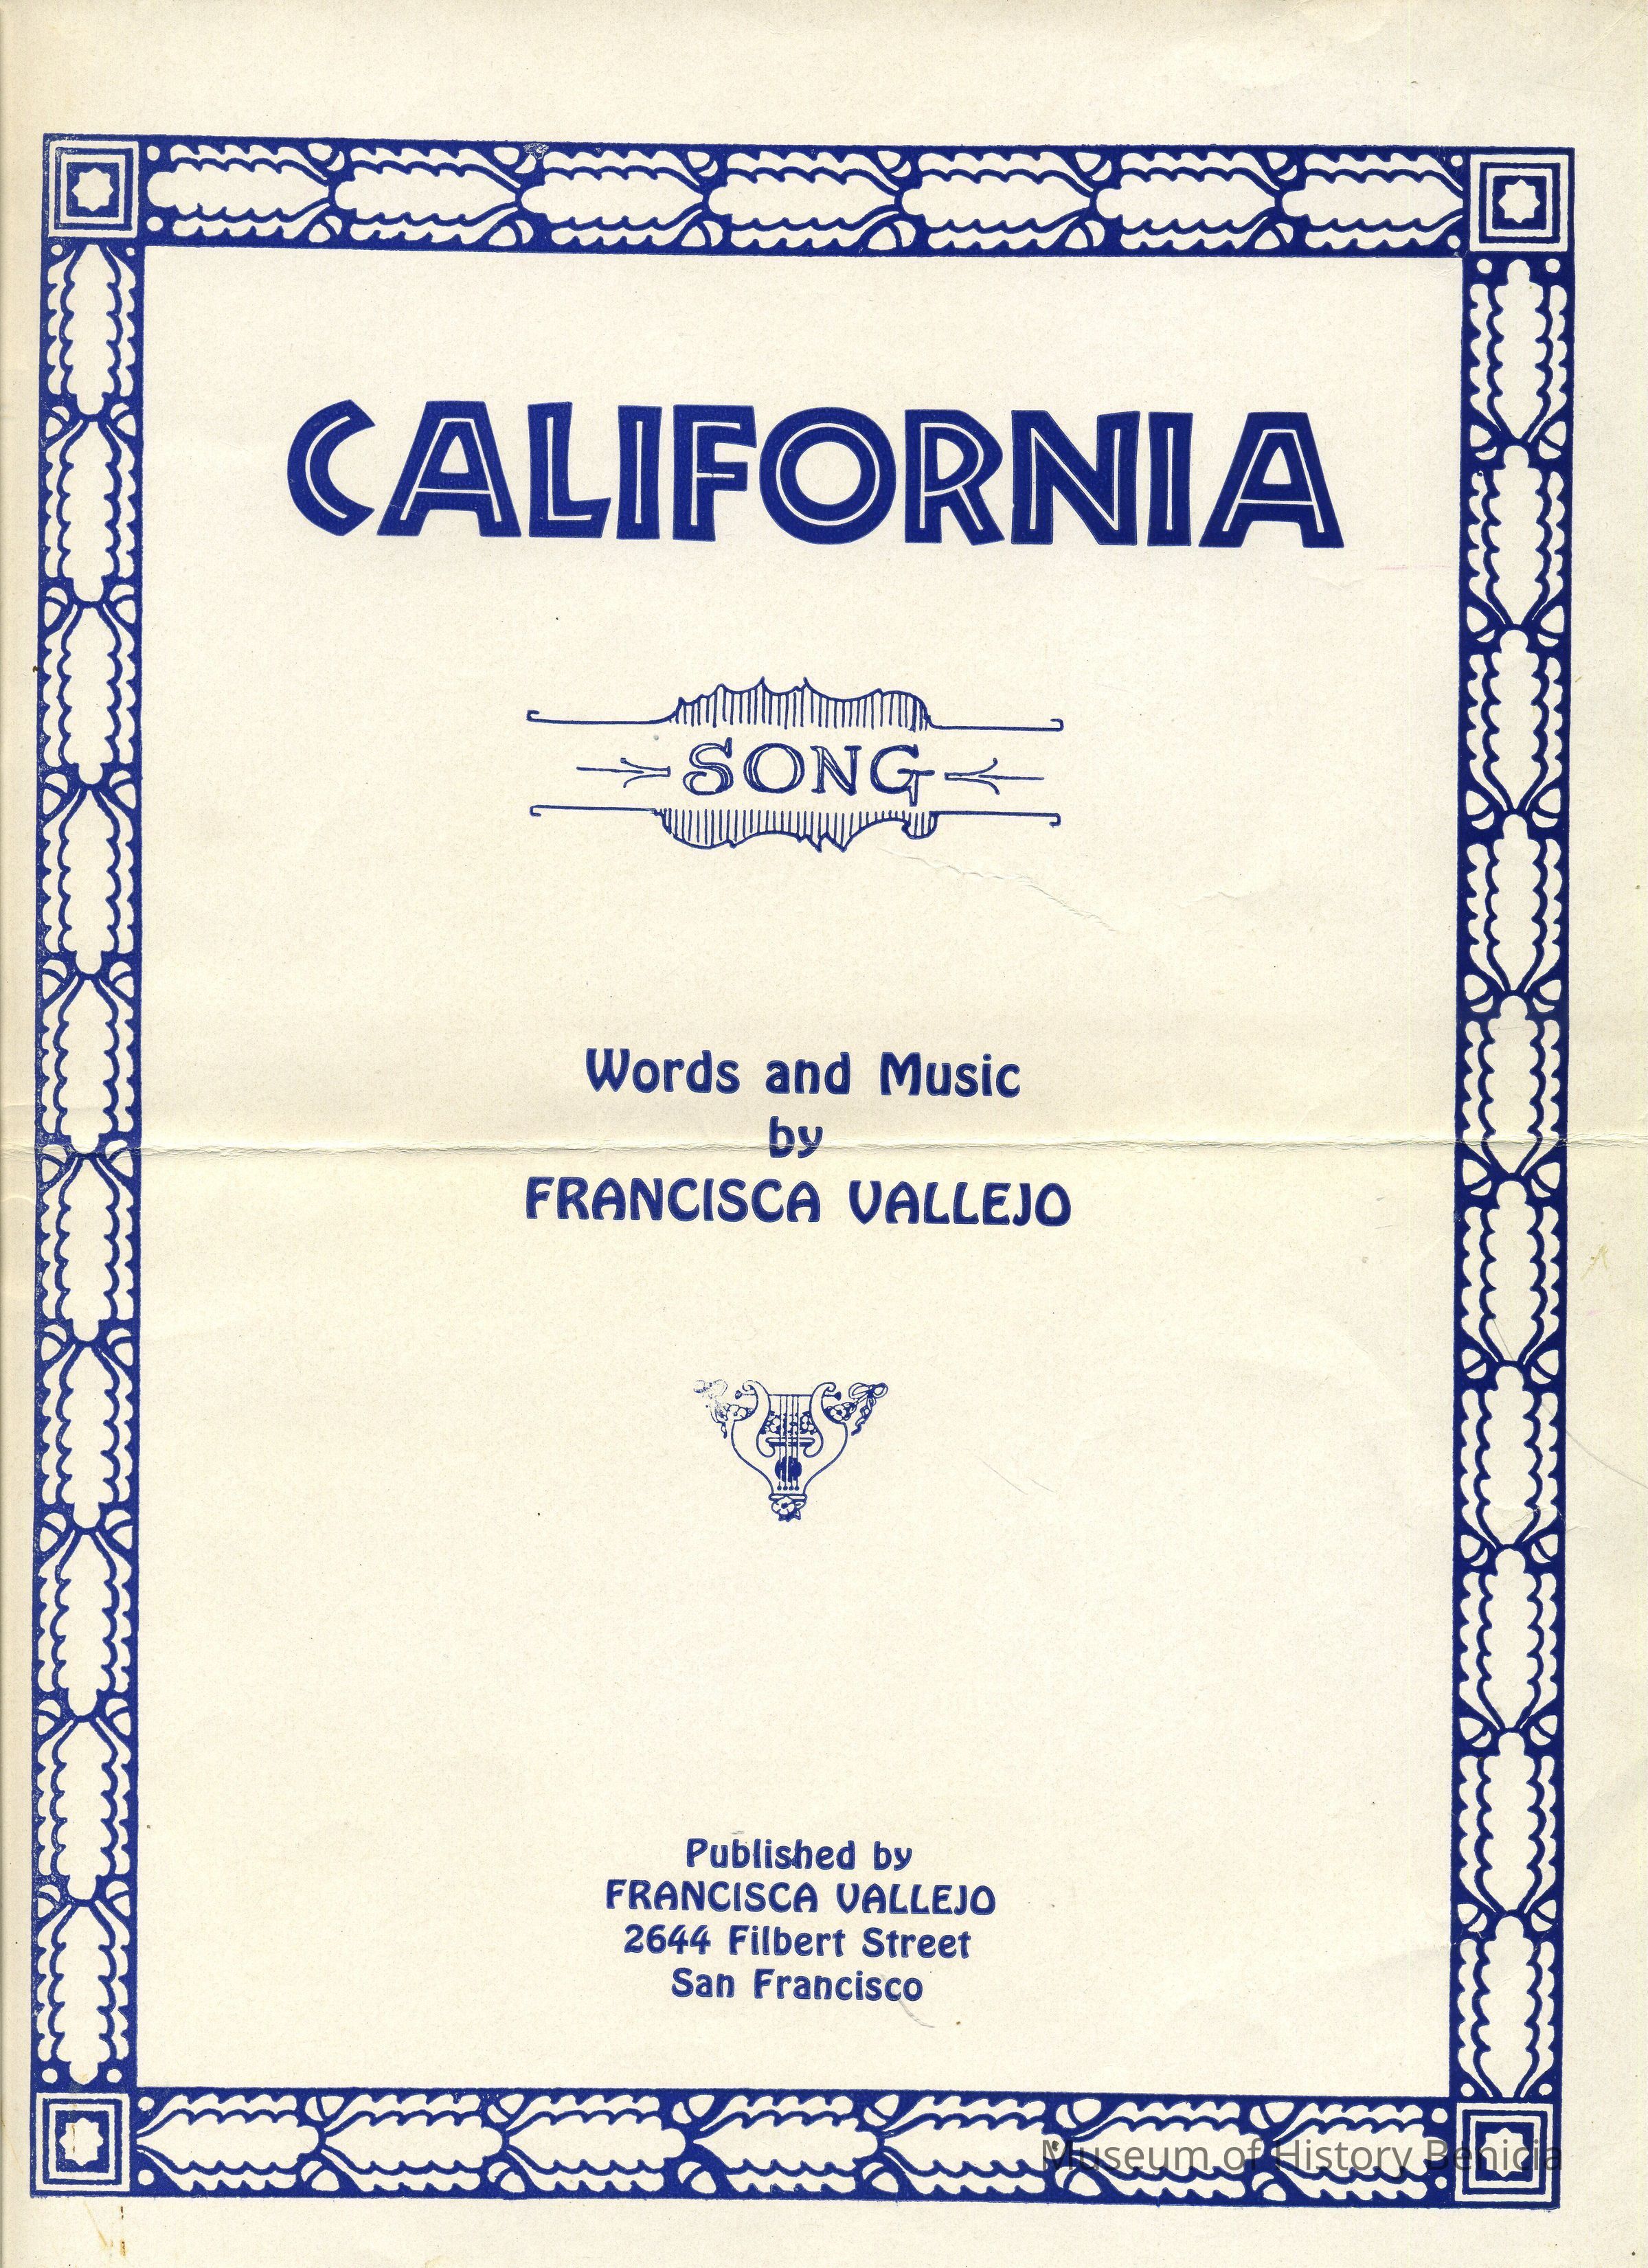 CALIFORNIA
SONG
Words and Music
by
FRANCISCA VALLEJO
Published by
FRANCISCA VALLEJO
2644 Filbert Street
San Francisco
Museum of History Benicia